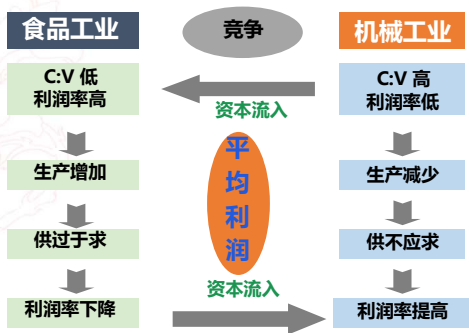 食品工业
竞争
机械工业
C:V 低
利润率高
资本流入
C:V 高
利润率低
生产增加
平均利润
生产减少
供过于求
供不应求
资本流入
利润率下降
利润率提高